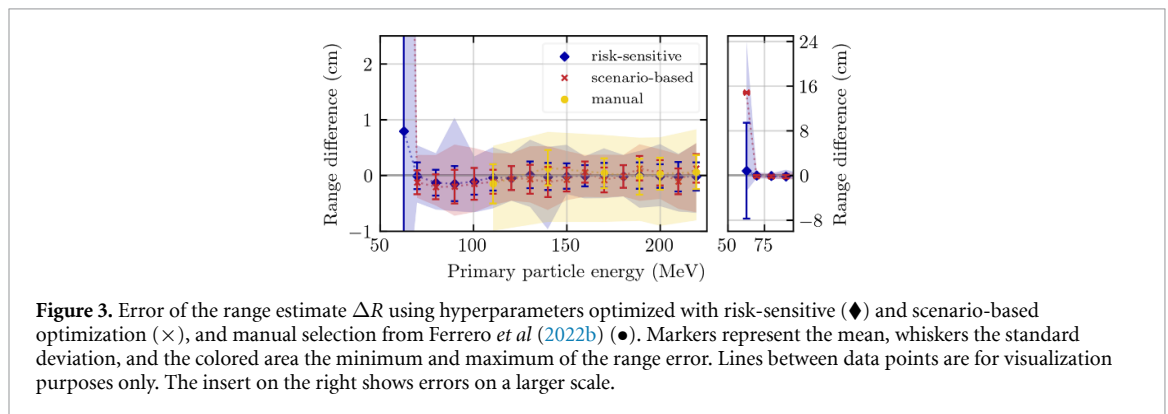 Range difference (cm)
2
1
0
−1
50
100
150
200
Primary particle energy (MeV)
risk-sensitive
scenario-based
manual
24
16
8
0
−8
50
75
Range difference (cm)
Figure 3. Error of the range estimate ΔR using hyperparameters optimized with risk-sensitive (♦) and scenario-based
optimization (×), and manual selection from Ferrero et al (2022b) (●). Markers represent the mean, whiskers the standard
deviation, and the colored area the minimum and maximum of the range error. Lines between data points are for visualization
purposes only. The insert on the right shows errors on a larger scale.